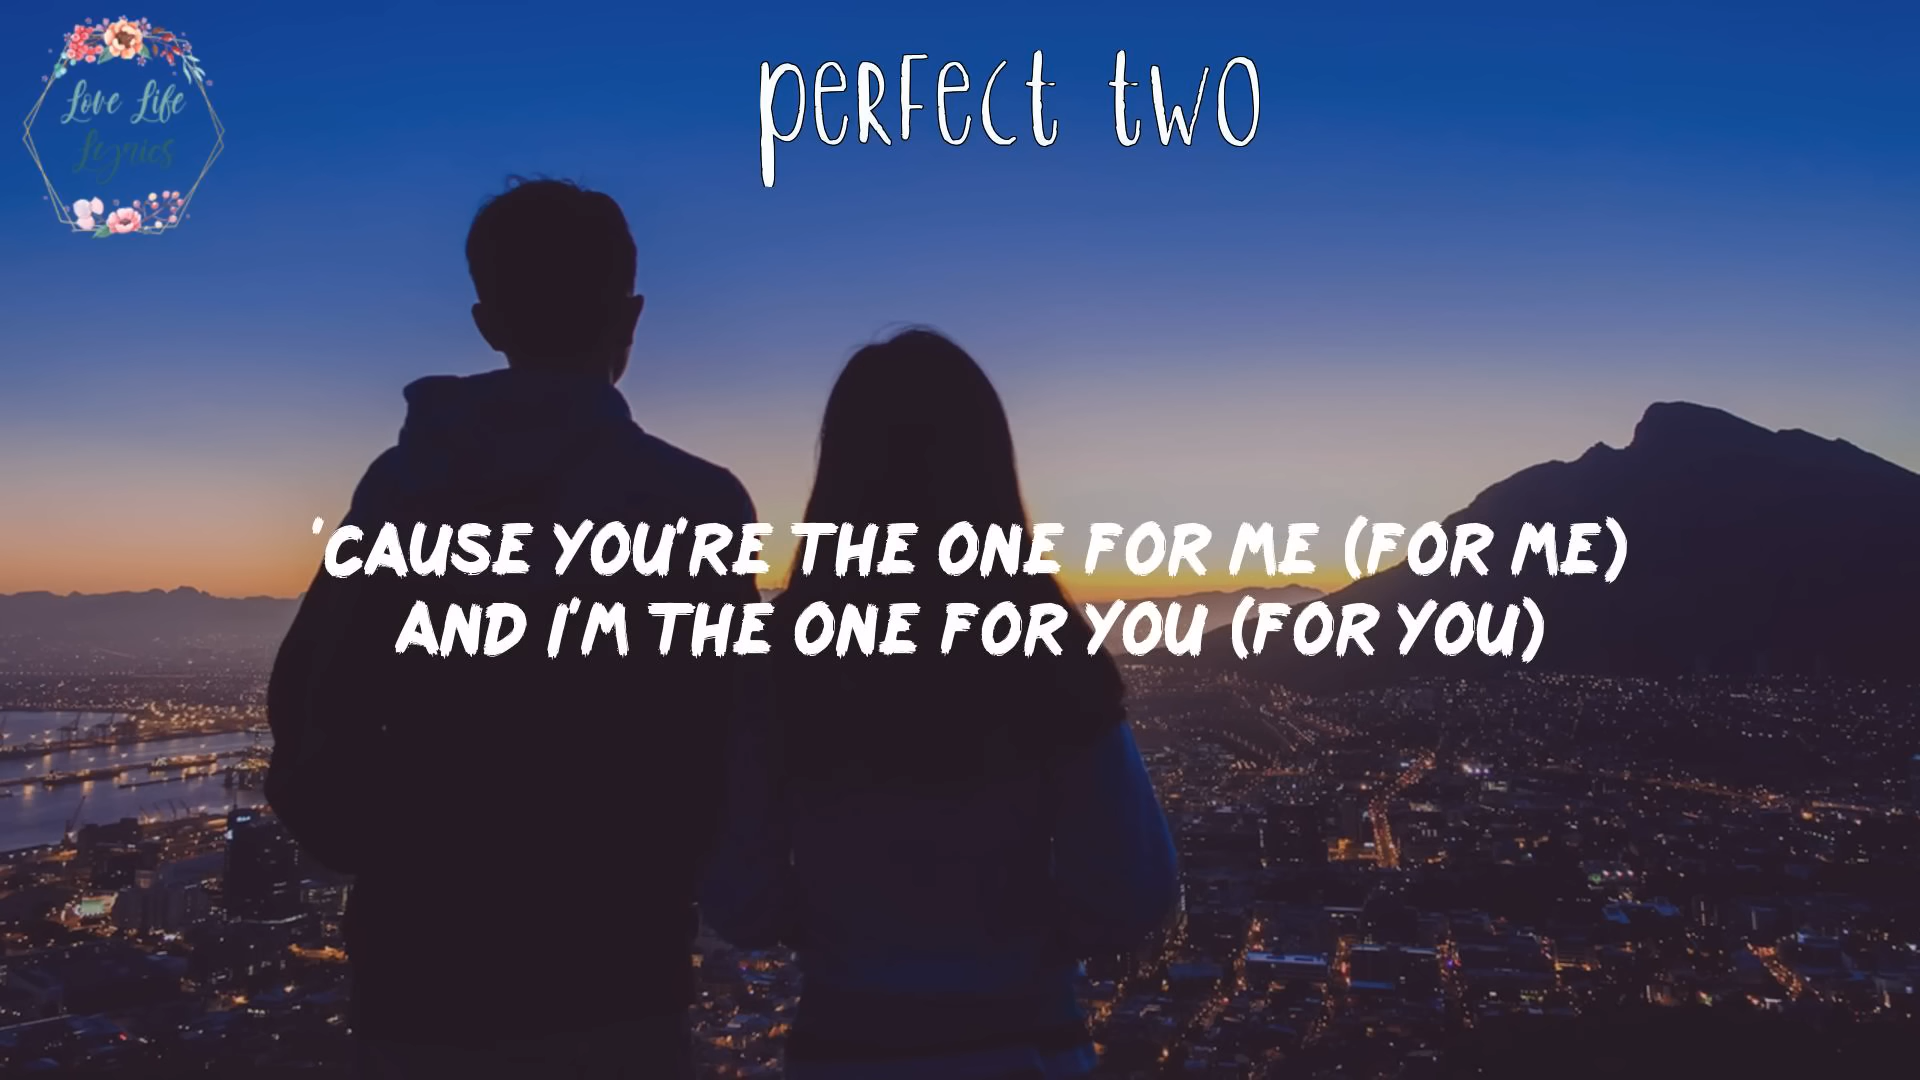 Love Life
Lyrics
PERFECT TWO
'CAUSE YOU'RE THE ONE FOR ME (FOR ME)
AND I'M THE ONE FOR YOU (FOR YOU)